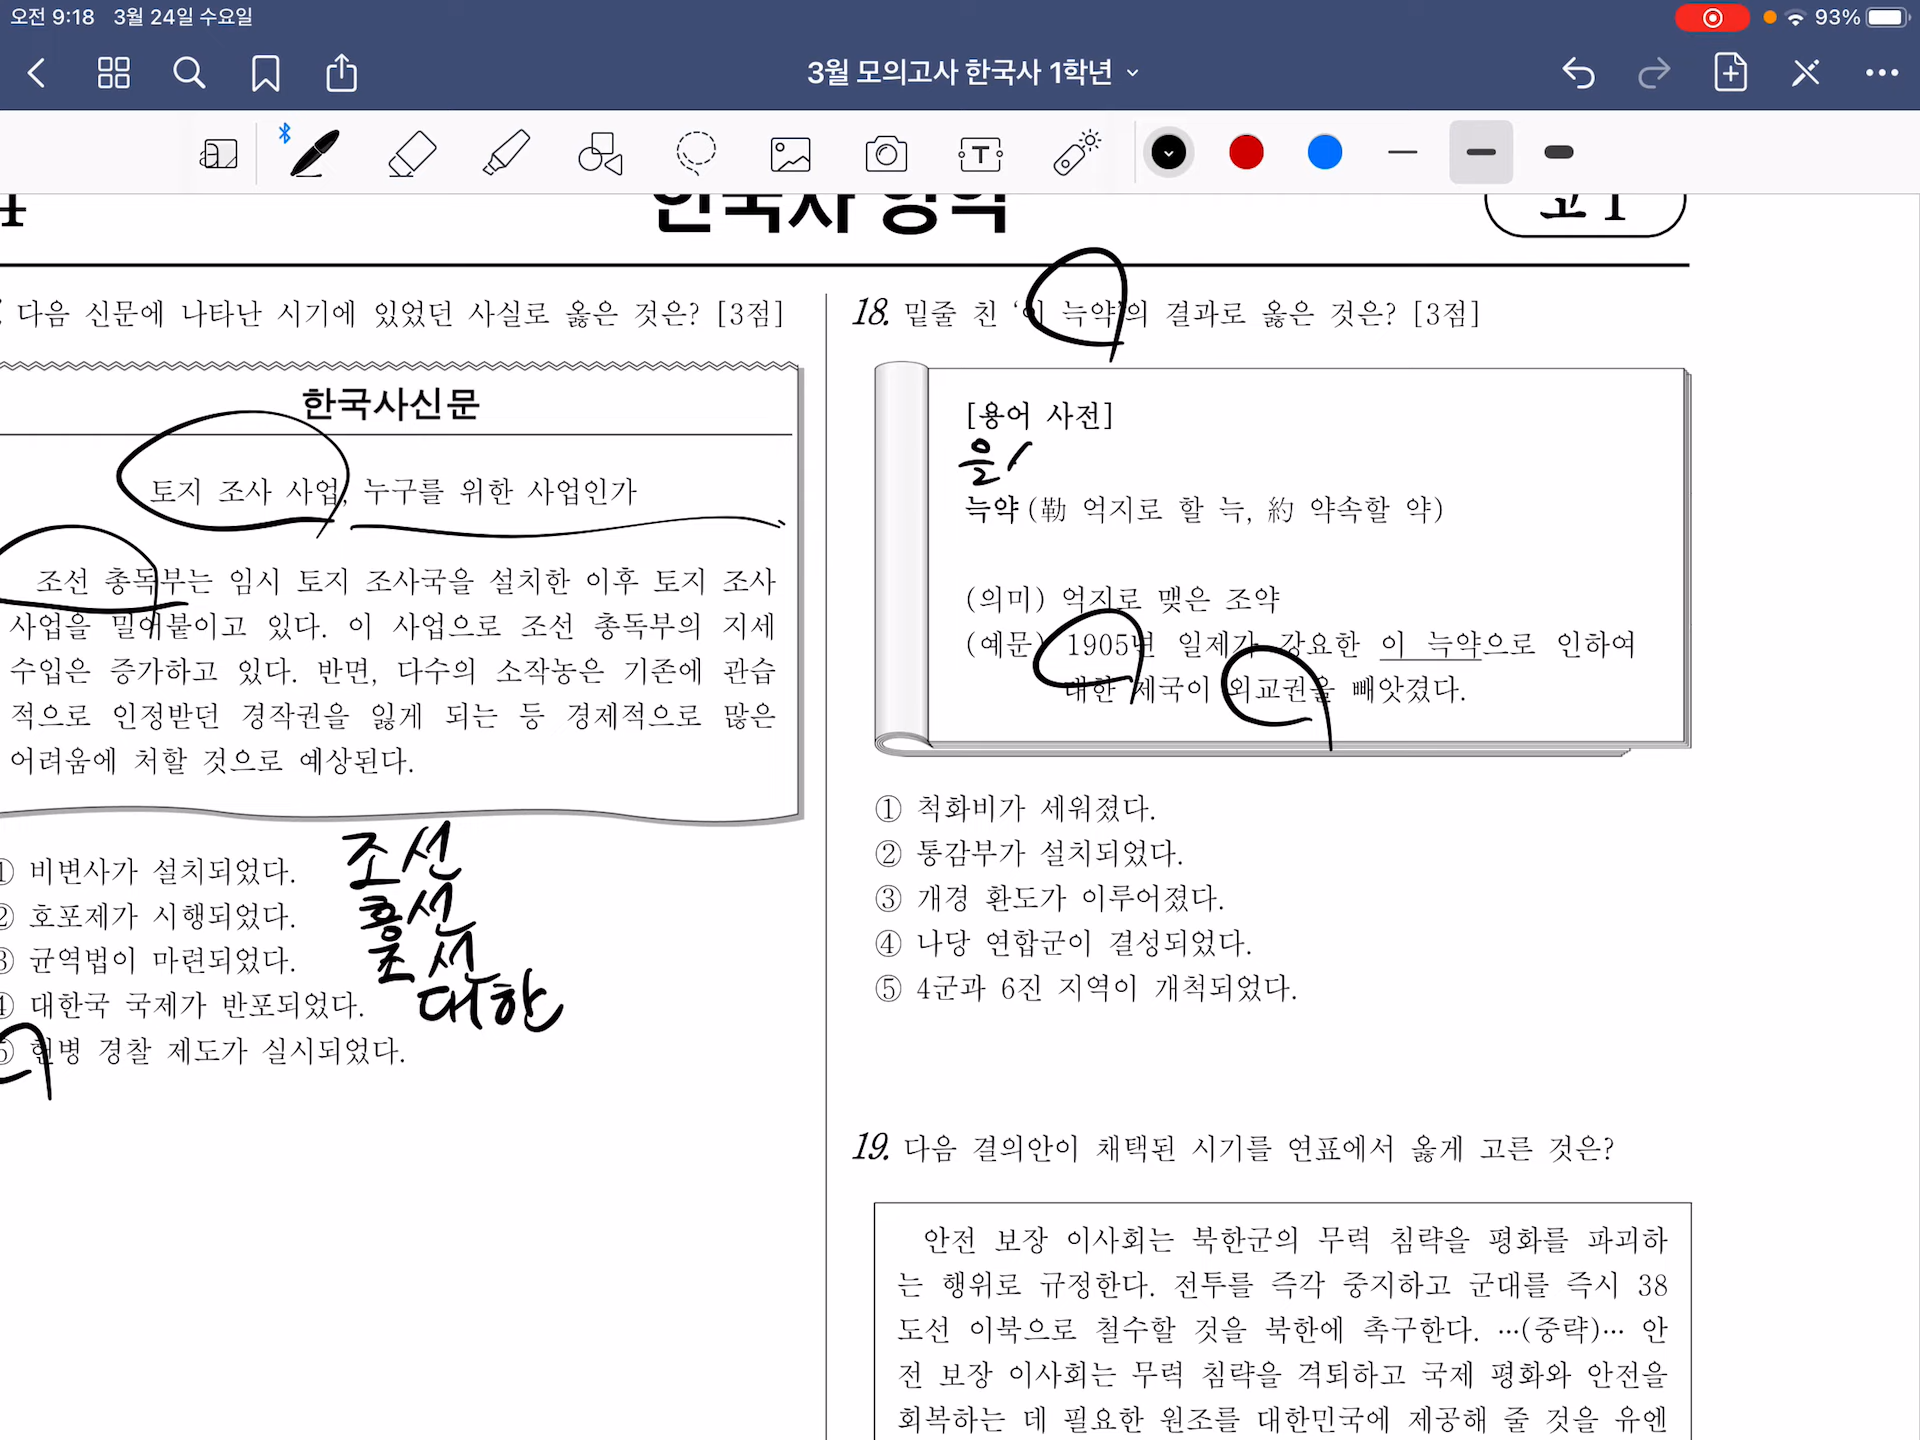 오전 9:18 3월 24일 수요일
93%
3월 모의고사 한국사 1학년
한국사 영역
고 1
다음 신문에 나타난 시기에 있었던 사실로 옳은 것은? [3점]
한국사신문
토지 조사 사업, 누구를 위한 사업인가
조선 총독부는 임시 토지 조사국을 설치한 이후 토지 조사
사업을 밀어붙이고 있다. 이 사업으로 조선 총독부의 지세
수입은 증가하고 있다. 반면, 다수의 소작농은 기존에 관습
적으로 인정받던 경작권을 잃게 되는 등 경제적으로 많은
어려움에 처할 것으로 예상된다.
① 비변사가 설치되었다.
② 호포제가 시행되었다.
③ 균역법이 마련되었다.
④ 대한국 국제가 반포되었다.
⑤ 헌병 경찰 제도가 실시되었다.
조선
흥선
조선
대한
18. 밑줄 친 ‘이 늑약’의 결과로 옳은 것은? [3점]
[용어 사전]
을
늑약(勒 억지로 할 늑, 約 약속할 약)
(의미) 억지로 맺은 조약
(예문) 1905년 일제가 강요한 이 늑약으로 인하여
대한 제국이 외교권을 빼앗겼다.
① 척화비가 세워졌다.
② 통감부가 설치되었다.
③ 개경 환도가 이루어졌다.
④ 나당 연합군이 결성되었다.
⑤ 4군과 6진 지역이 개척되었다.
19. 다음 결의안이 채택된 시기를 연표에서 옳게 고른 것은?
안전 보장 이사회는 북한군의 무력 침략을 평화를 파괴하
는 행위로 규정한다. 전투를 즉각 중지하고 군대를 즉시 38
도선 이북으로 철수할 것을 북한에 촉구한다. …(중략)… 안
전 보장 이사회는 무력 침략을 격퇴하고 국제 평화와 안전을
회복하는 데 필요한 원조를 대한민국에 제공해 줄 것을 유엔